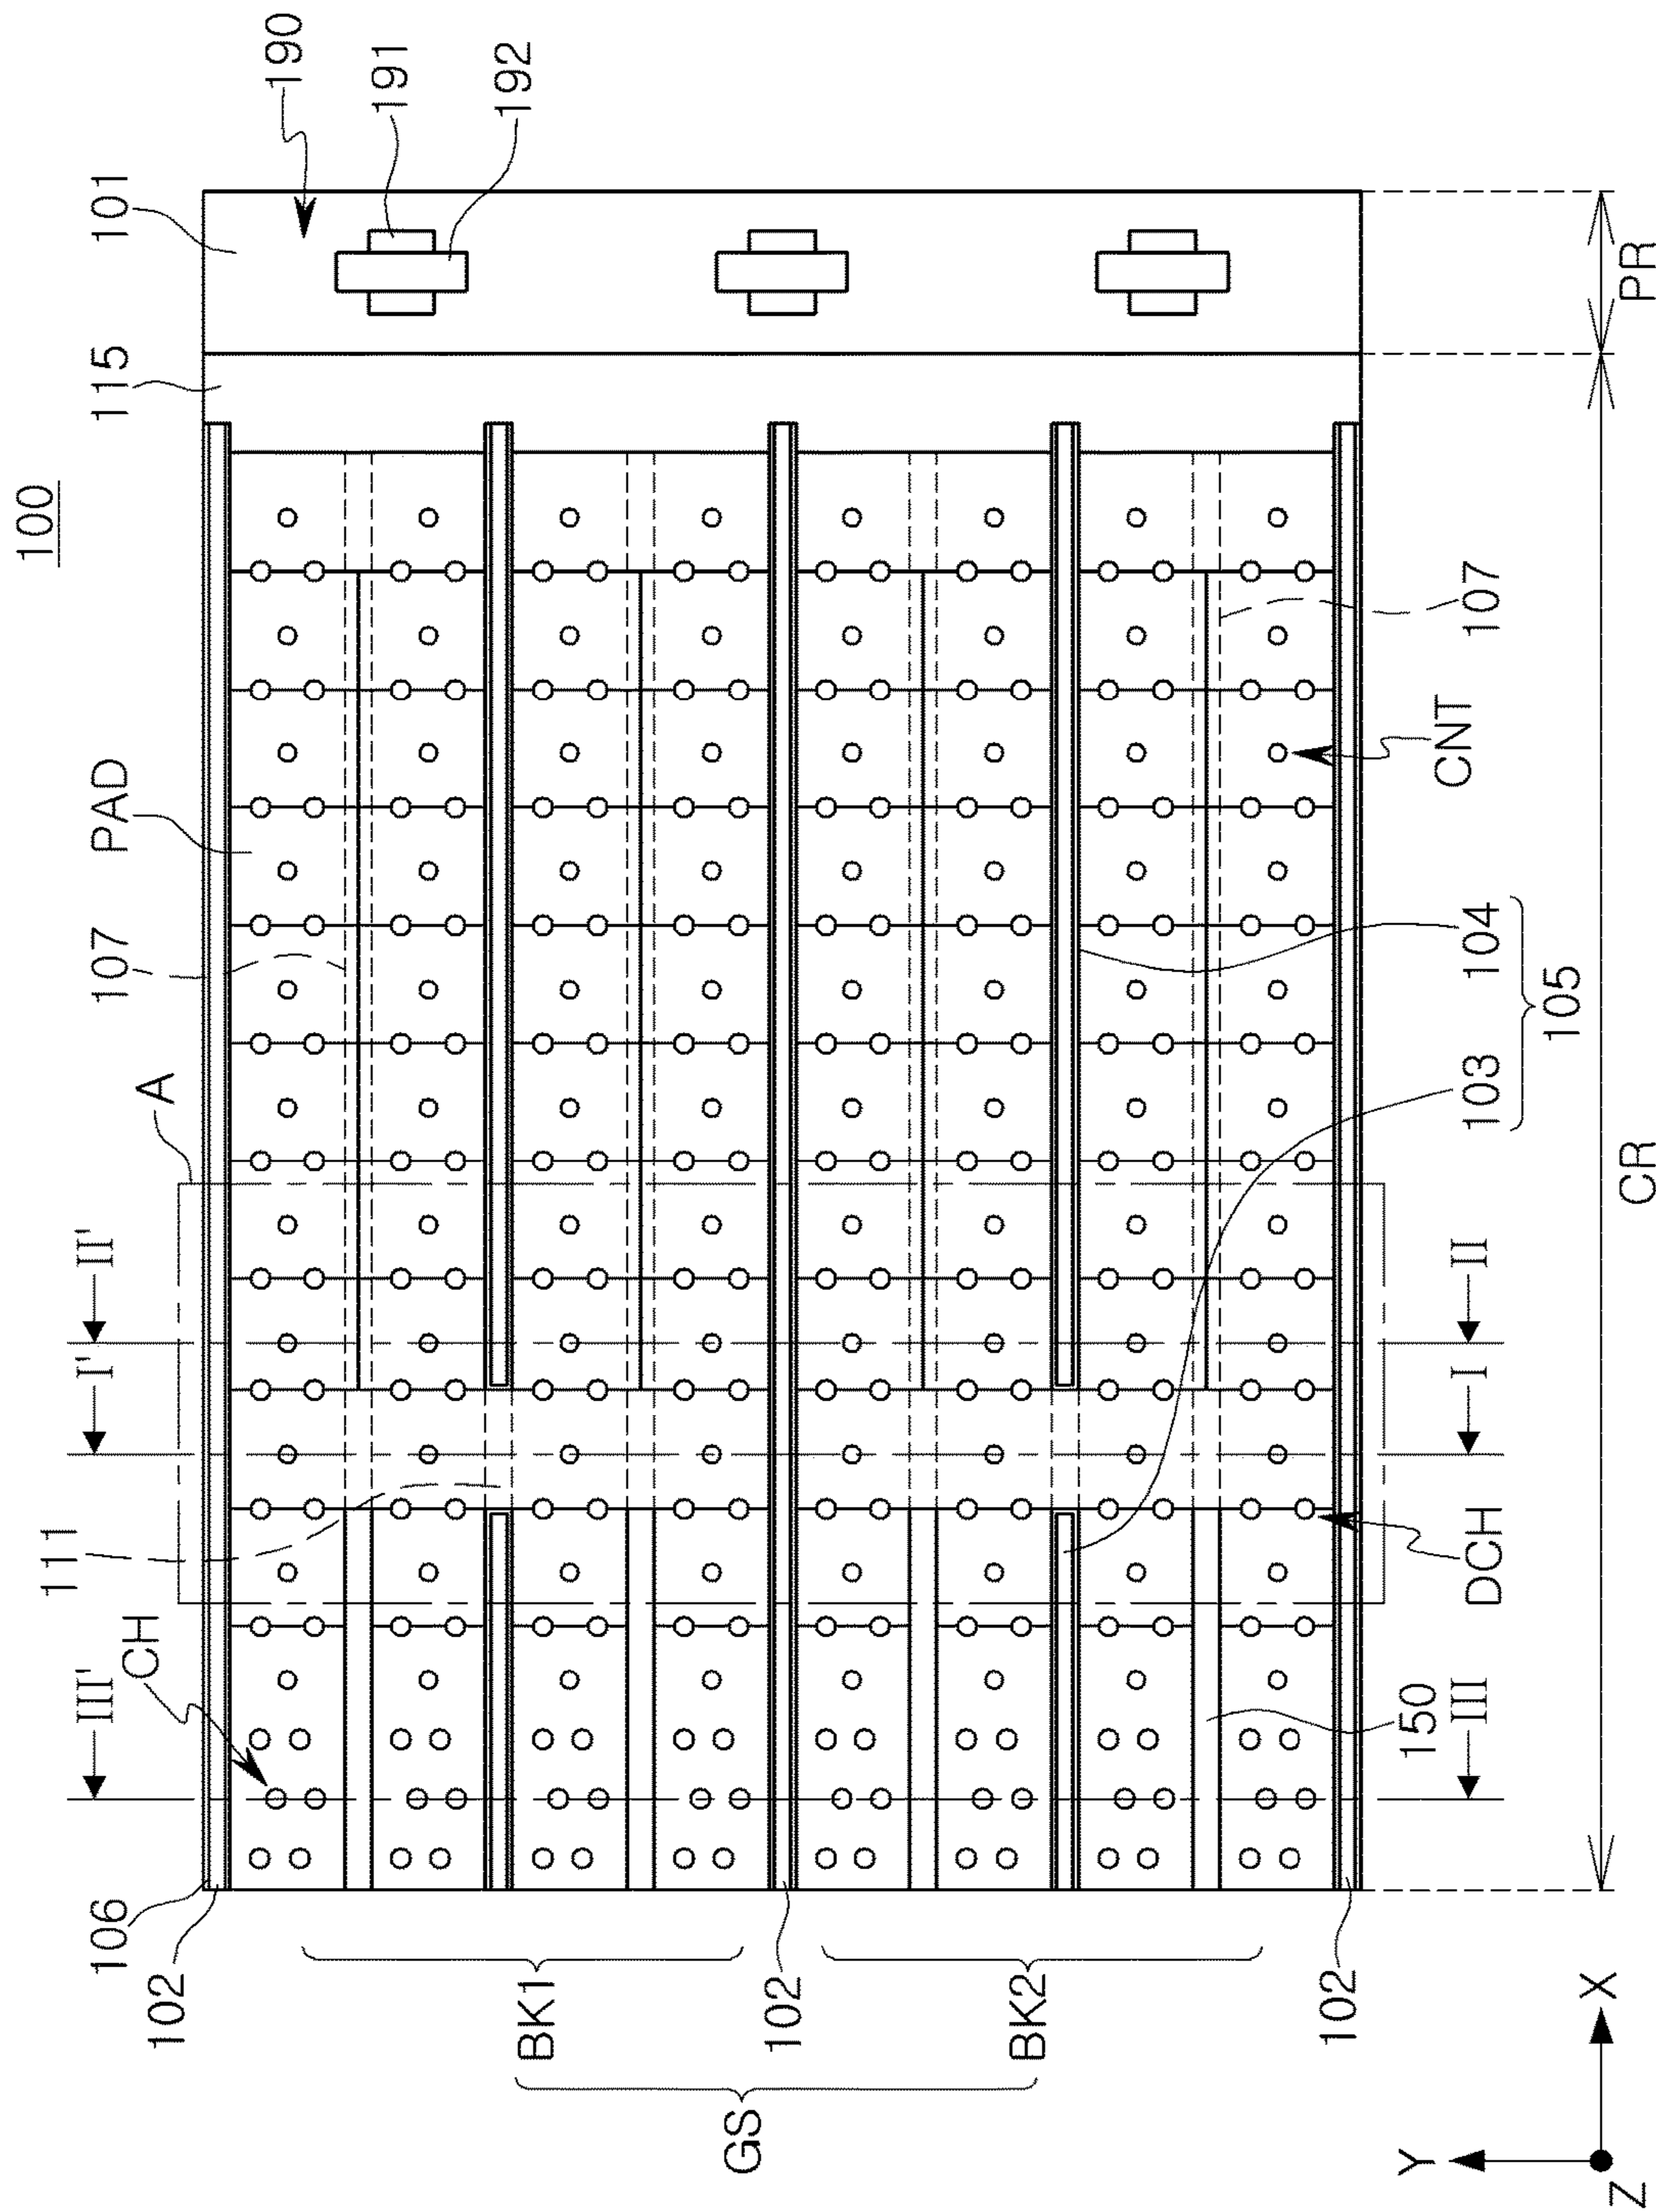 100
111
106
III'
I'
II'
107
PAD
115
101
102
CH
A
190
191
192
BK1
GS
102
BK2
102
Y
150
CNT
III
DCH
I
II
103
104
107
105
X
Z
CR
PR